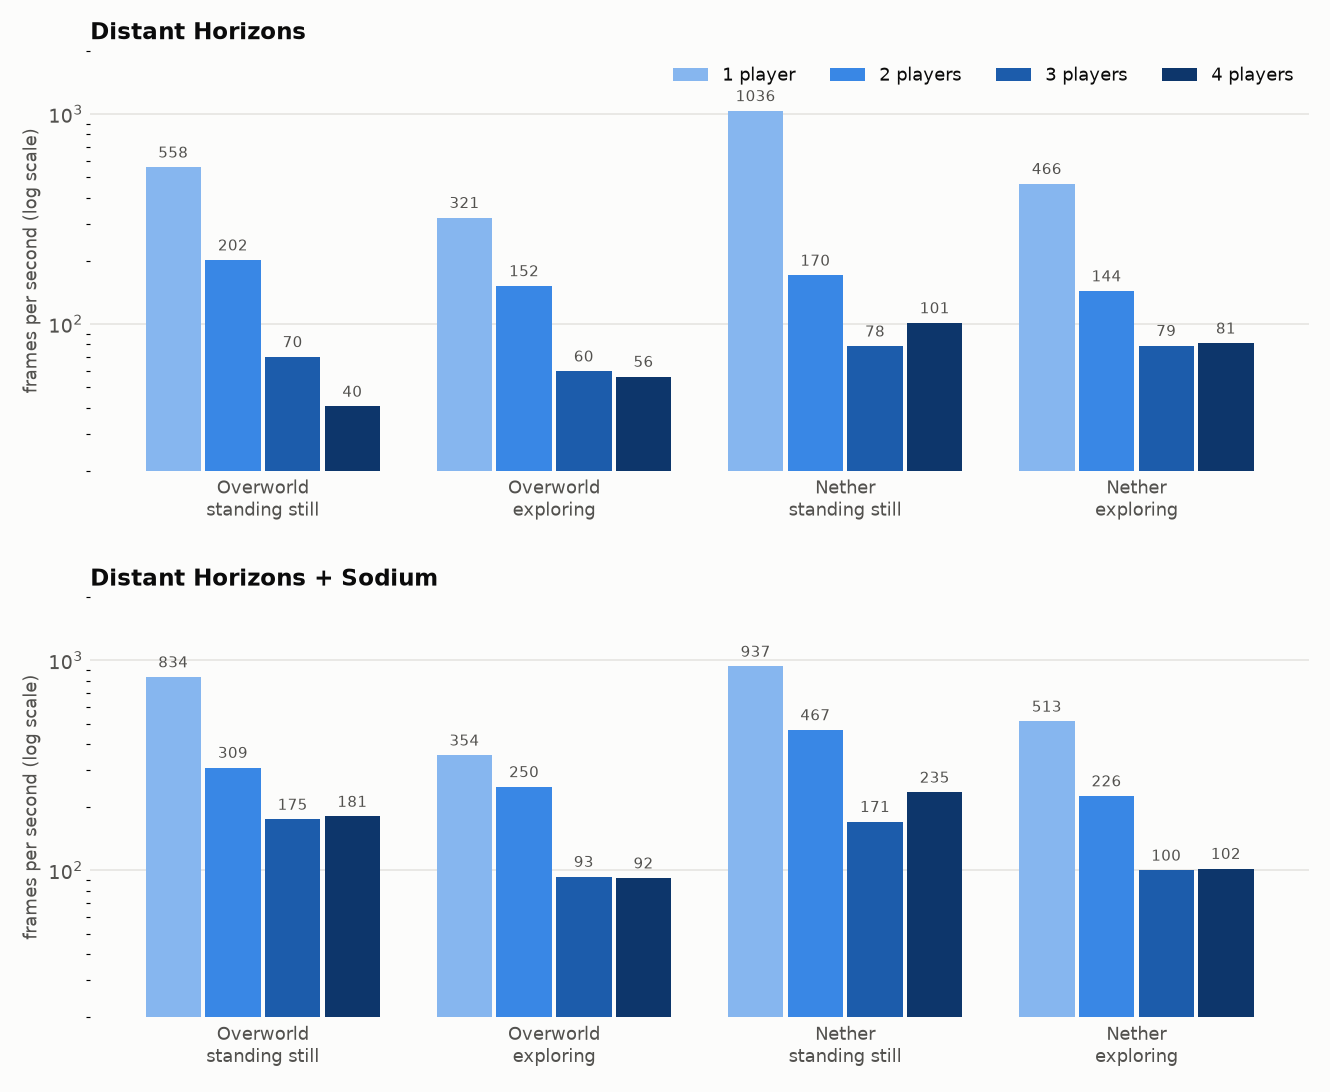 Distant Horizons
1 player 2 players 3 players 4 players
frames per second (log scale)
10³
10²
558 202 70 40
321 152 60 56
1036 170 78 101
466 144 79 81
Overworld
standing still
Overworld
exploring
Nether
standing still
Nether
exploring
Distant Horizons + Sodium
frames per second (log scale)
10³
10²
834 309 175 181
354 250 93 92
937 467 171 235
513 226 100 102
Overworld
standing still
Overworld
exploring
Nether
standing still
Nether
exploring